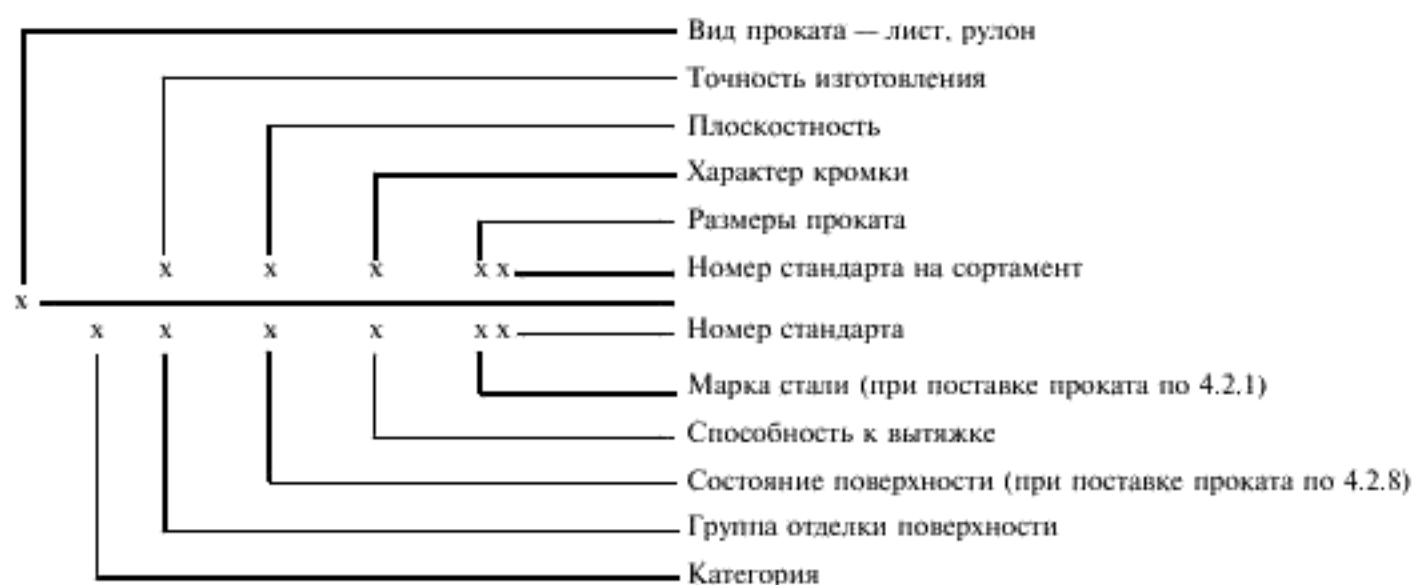 Вид проката — лист, рулон
Точность изготовления
Плоскостность
Характер кромки
Размеры проката
х х х х х Номер стандарта на сортамент
х
х х х х х х Номер стандарта
Марка стали (при поставке проката по 4.2.1)
Способность к вытяжке
Состояние поверхности (при поставке проката по 4.2.8)
Группа отделки поверхности
Категория